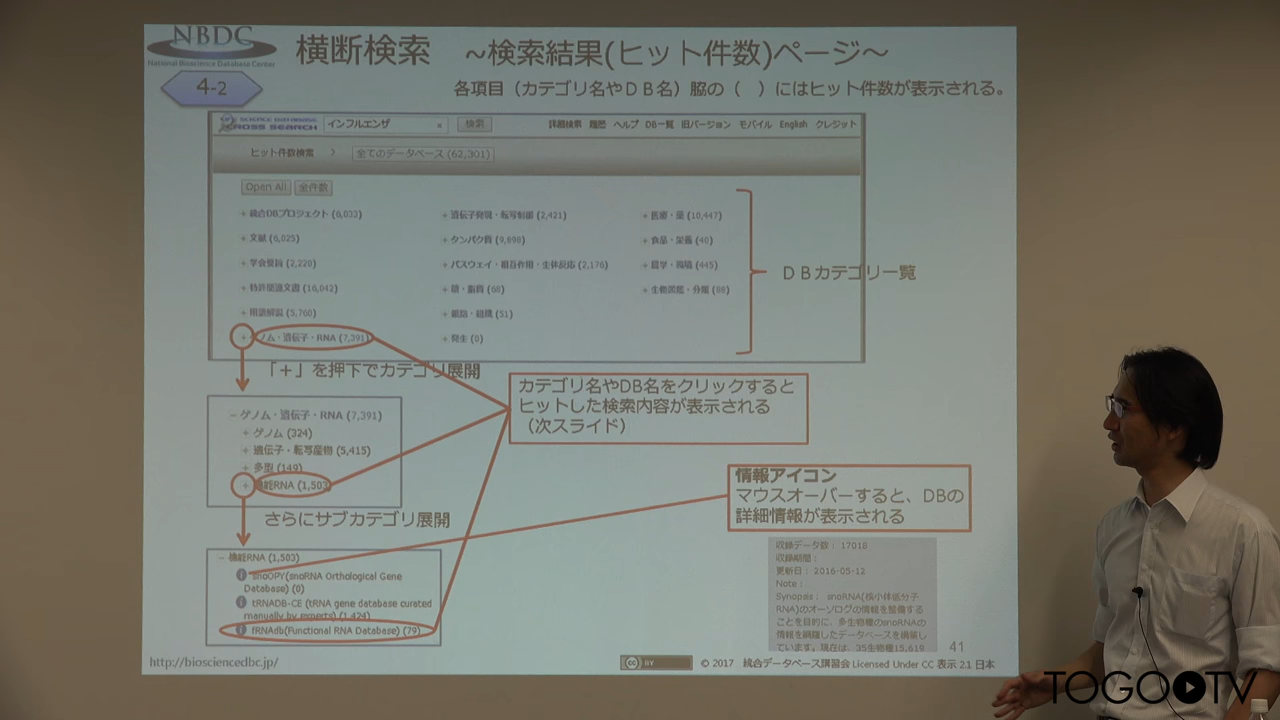 NBDC
National Bioscience Database Center
横断検索 ~検索結果(ヒット件数)ページ~
4-2
各項目（カテゴリ名やＤＢ名）脇の（　）にはヒット件数が表示される。
SCIENCE DATABASE
CROSS SEARCH
インフルエンザ × 検索 詳細検索 履歴 ヘルプ DB一覧 旧バージョン モバイル English クレジット
ヒット件数検索 > 全てのデータベース (62,301)
Open All 全件数
+ 統合DBプロジェクト (6,033) + 遺伝子発現・転写制御 (2,421) + 医療・薬 (10,447)
+ 文献 (6,025) + タンパク質 (9,898) + 食品・栄養 (40)
+ 学会要旨 (2,220) + パスウェイ・相互作用・生体反応 (2,176) + 農学・環境 (445)
+ 特許関連文書 (16,042) + 糖・脂質 (68) + 生物図鑑・分類 (88)
+ 用語解説 (5,760) + 細胞・組織 (51)
+ ノム・遺伝子・RNA (7,391) + 発生 (0)
ＤＢカテゴリ一覧
「＋」を押下でカテゴリ展開
カテゴリ名やDB名をクリックすると
ヒットした検索内容が表示される
（次スライド）
− ゲノム・遺伝子・RNA (7,391)
+ ゲノム (324)
+ 遺伝子・転写産物 (5,415)
+ 多型 (149)
+ 機能RNA (1,503)
さらにサブカテゴリ展開
情報アイコン
マウスオーバーすると、DBの
詳細情報が表示される
− 機能RNA (1,503)
snoOPY(snoRNA Orthological Gene
Database) (0)
tRNADB-CE (tRNA gene database curated
manually by experts) (1,424)
fRNAdb(Functional RNA Database) (79)
収録データ数： 17018
収録期間：
更新日： 2016-05-12
Note：
Synopsis： snoRNA(核小体低分子
RNA)のオーソログの情報を整備する
ことを目的に、多生物種のsnoRNAの
情報を網羅したデータベースを構築し
ています。現在は、35生物種15,619
41
http://biosciencedbc.jp/
cc BY © 2017 統合データベース講習会 Licensed Under CC 表示 2.1 日本
TOGO TV